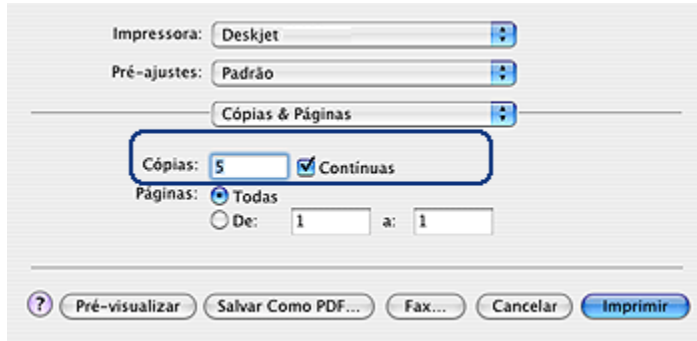 Impressora: Deskjet
Pré-ajustes: Padrão
Cópias & Páginas
Cópias: 5 Contínuas
Páginas: Todas
De: 1 a: 1
? Pré-visualizar Salvar Como PDF... Fax... Cancelar Imprimir